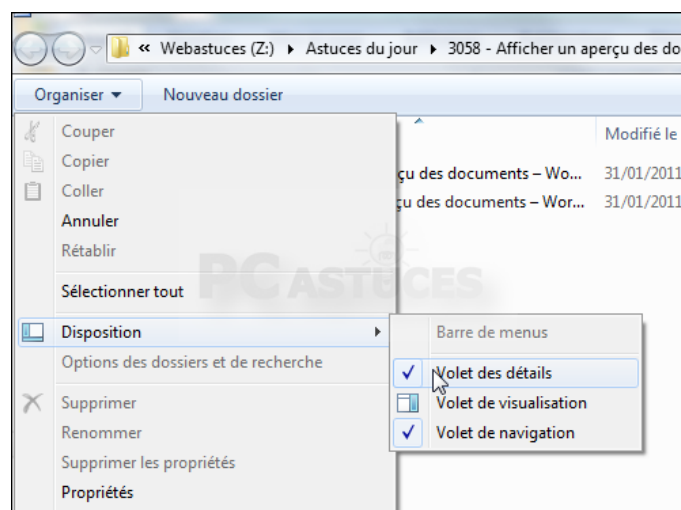 « Webastuces (Z:) ▸ Astuces du jour ▸ 3058 - Afficher un aperçu des do
Organiser ▾ Nouveau dossier
Couper
Modifié le
Copier
çu des documents – Wo... 31/01/2011
Coller
çu des documents – Wor... 31/01/2011
Annuler
Rétablir
PC ASTUCES
Sélectionner tout
Disposition
Barre de menus
Options des dossiers et de recherche
Volet des détails
Supprimer
Volet de visualisation
Renommer
Volet de navigation
Supprimer les propriétés
Propriétés